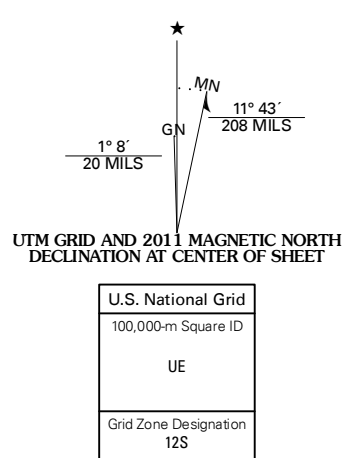 ★
MN
11° 43´
208 MILS
GN
1° 8´
20 MILS
UTM GRID AND 2011 MAGNETIC NORTH
DECLINATION AT CENTER OF SHEET
U.S. National Grid
100,000-m Square ID
UE
Grid Zone Designation
12S